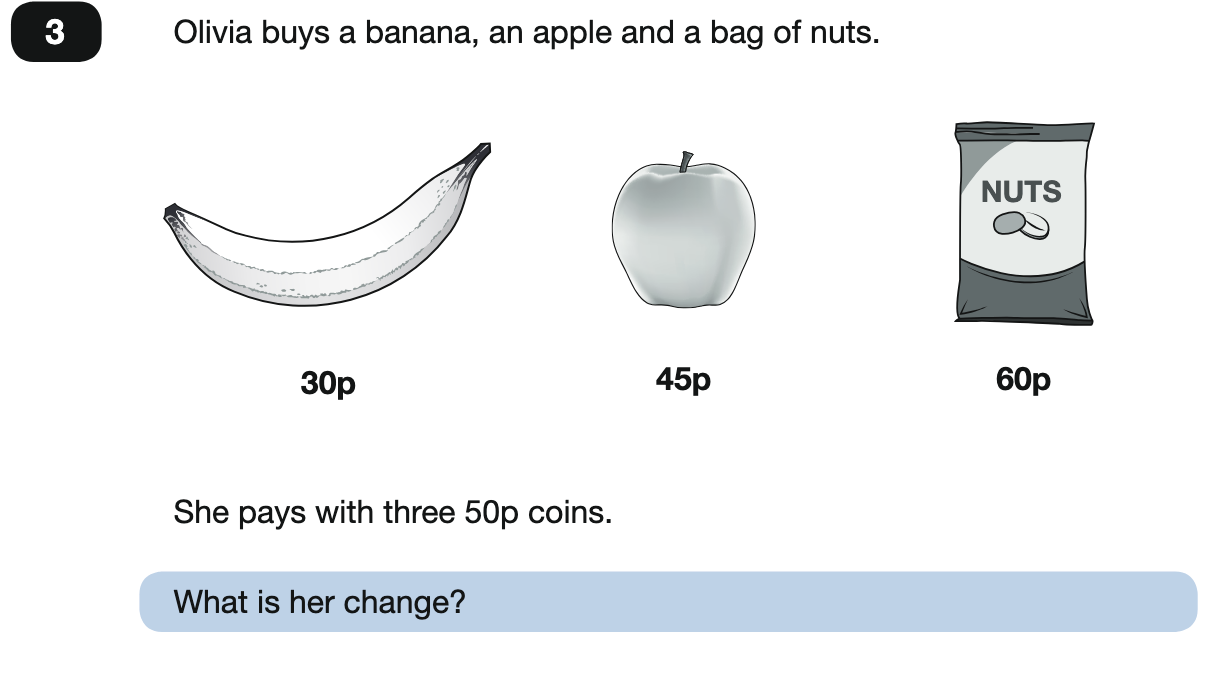 3
Olivia buys a banana, an apple and a bag of nuts.
NUTS
30p
45p
60p
She pays with three 50p coins.
What is her change?